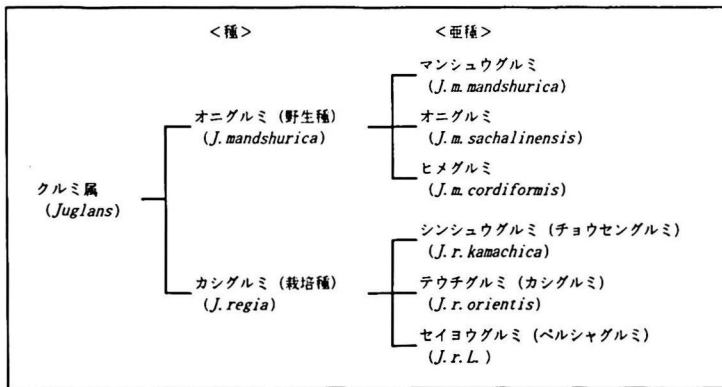 <種>
<亜種>
クルミ属
(Juglans)
オニグルミ(野生種)
(J.mandshurica)
マンシュウグルミ
(J.m.mandshurica)
オニグルミ
(J.m.sachalinensis)
ヒメグルミ
(J.m.cordiformis)
カシグルミ(栽培種)
(J.regia)
シンシュウグルミ(チョウセングルミ)
(J.r.kamachica)
テウチグルミ(カシグルミ)
(J.r.orientis)
セイヨウグルミ(ペルシャグルミ)
(J.r.L.)